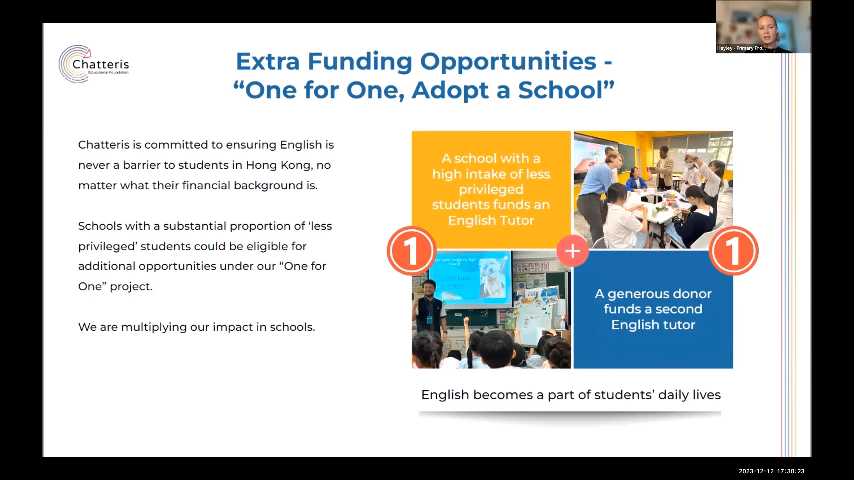 Chatteris
Educational Foundation
Extra Funding Opportunities -
“One for One, Adopt a School”
Hayley - Primary
Chatteris is committed to ensuring English is
never a barrier to students in Hong Kong, no
matter what their financial background is.
Schools with a substantial proportion of ‘less
privileged’ students could be eligible for
additional opportunities under our “One for
One” project.
We are multiplying our impact in schools.
A school with a
high intake of less
privileged
students funds an
English Tutor
1
+
1
A generous donor
funds a second
English tutor
English becomes a part of students’ daily lives
2023-12-12 17:38:23